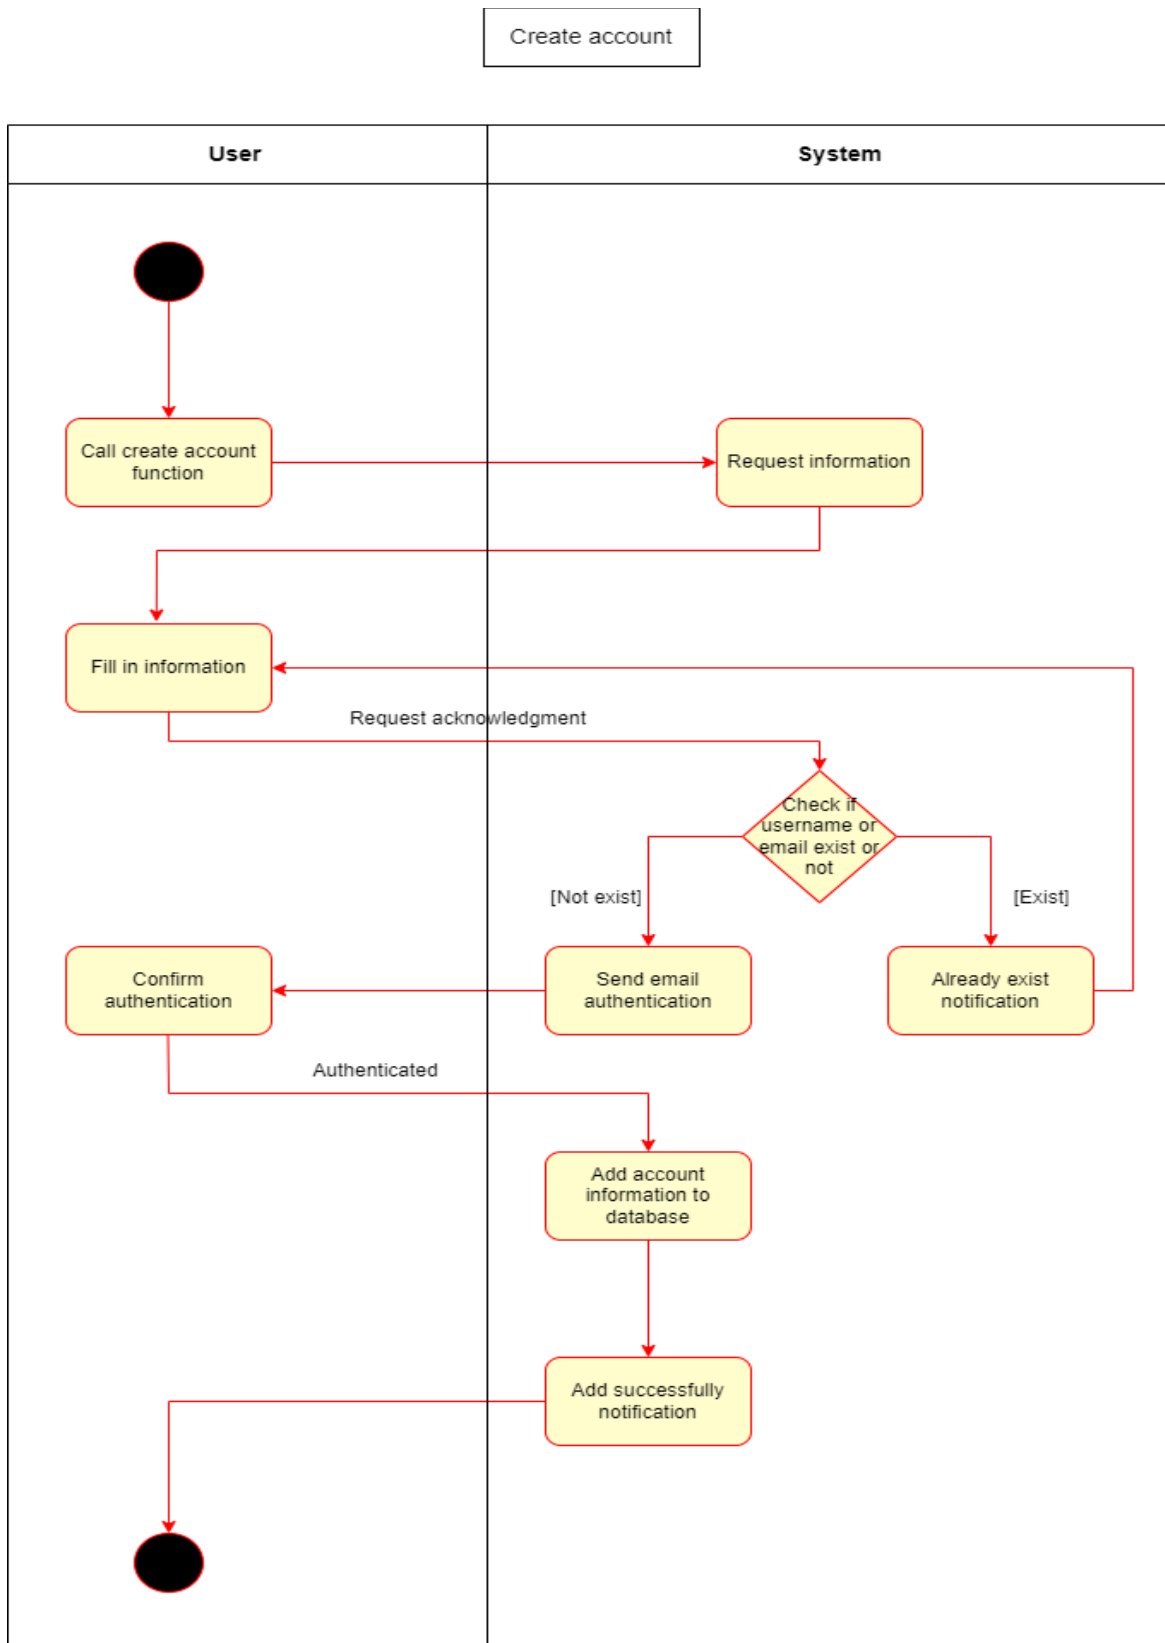 Create account
User
System
Call create account
function
Request information
Fill in information
Request acknowledgment
Check if
username or
email exist or
not
[Not exist]
[Exist]
Confirm
authentication
Send email
authentication
Already exist
notification
Authenticated
Add account
information to
database
Add successfully
notification